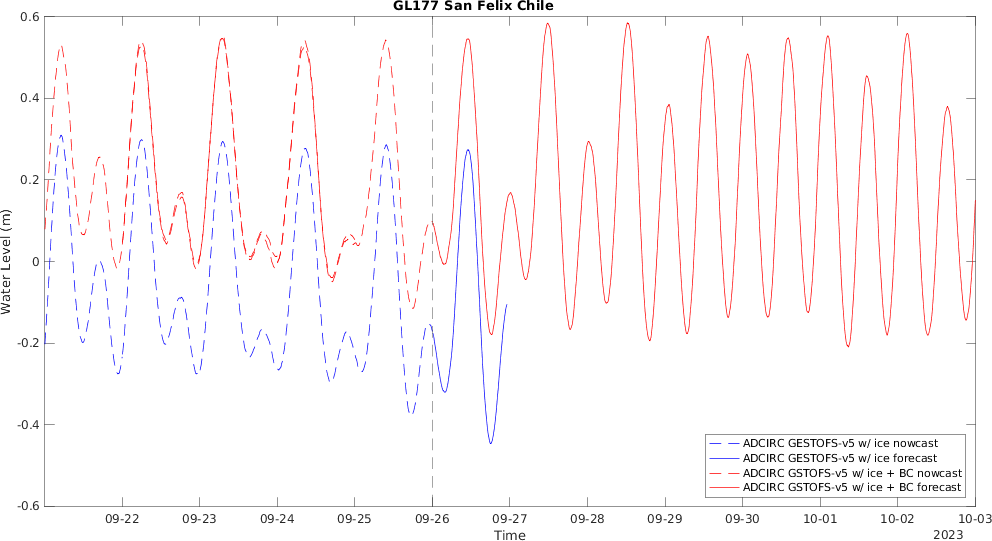 GL177 San Felix Chile
0.6
0.4
0.2
0
-0.2
-0.4
-0.6
Water Level (m)
ADCIRC GESTOFS-v5 w/ ice nowcast
ADCIRC GESTOFS-v5 w/ ice forecast
ADCIRC GSTOFS-v5 w/ ice + BC nowcast
ADCIRC GSTOFS-v5 w/ ice + BC forecast
09-22 09-23 09-24 09-25 09-26 09-27 09-28 09-29 09-30 10-01 10-02 10-03
Time
2023